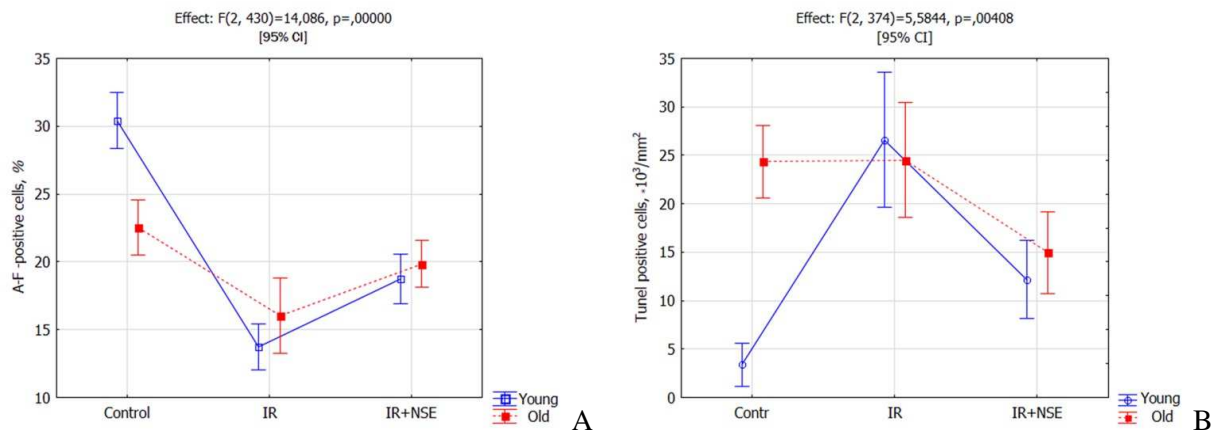 Effect: F(2, 430)=14,086, p=,00000
[95% CI]
35
30
25
20
15
10
A-F -positive cells, %
Control IR IR+NSE
Young
Old
A
Effect: F(2, 374)=5,5844, p=,00408
[95% CI]
35
30
25
20
15
10
5
0
Tunel positive cells, ·10³/mm²
Contr IR IR+NSE
Young
Old
B